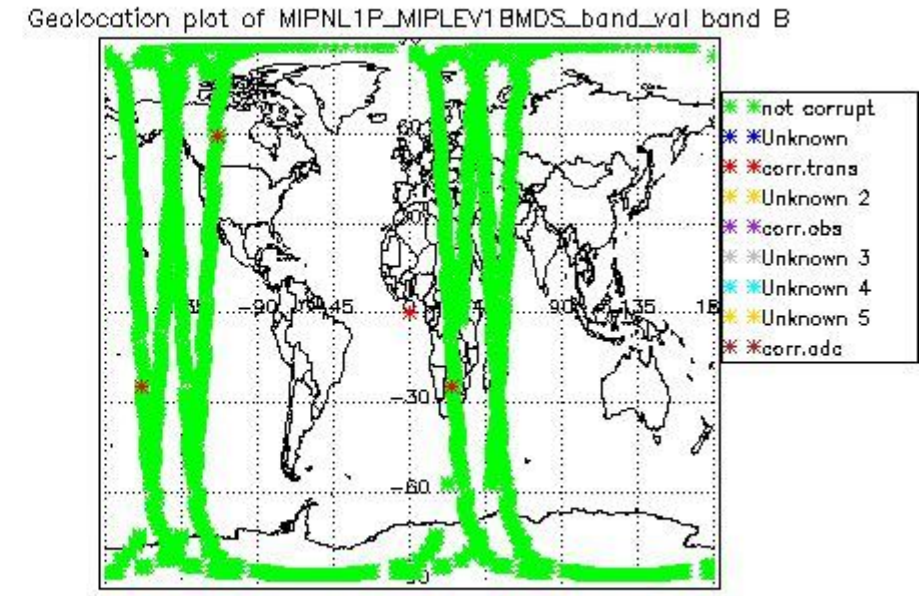 Geolocation plot of MIPNL1P_MIPLEV1BMDS_band_val band B
not corrupt
Unknown
corr.trans
Unknown 2
corr.obs
Unknown 3
Unknown 4
Unknown 5
corr.adc
60
-90
45
90
135
-30
-60